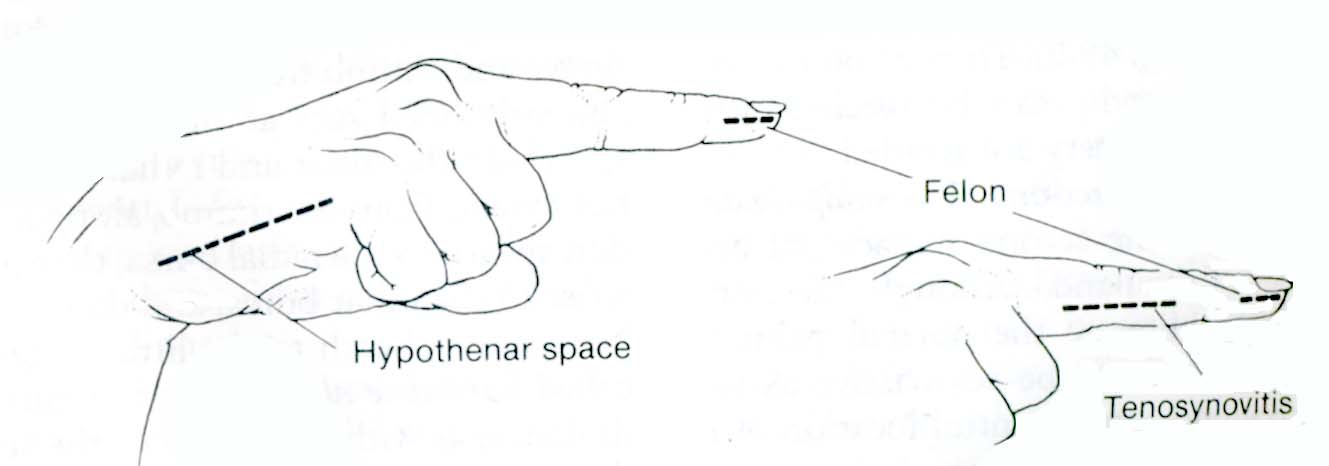 Felon
Hypothenar space
Tenosynovitis